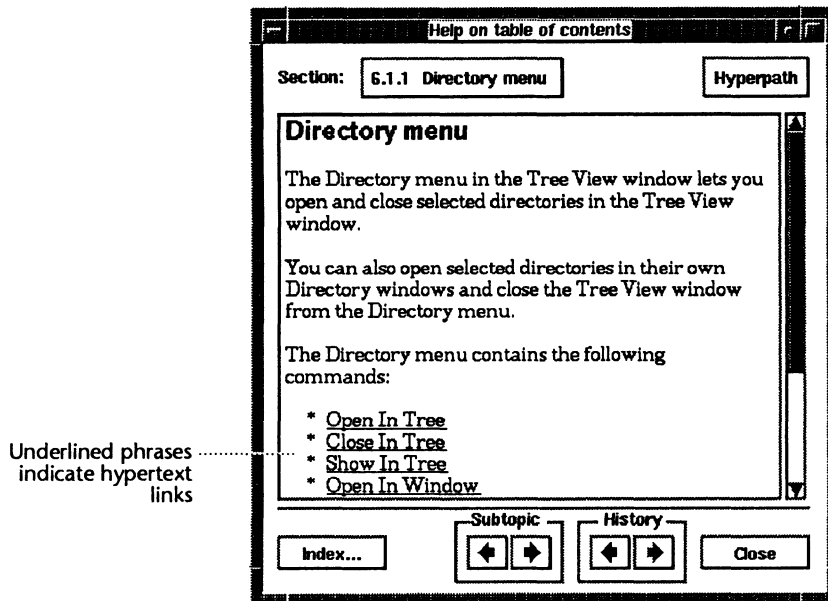 Help on table of contents
Section: 6.1.1 Directory menu Hyperpath
Directory menu
The Directory menu in the Tree View window lets you
open and close selected directories in the Tree View
window.
You can also open selected directories in their own
Directory windows and close the Tree View window
from the Directory menu.
The Directory menu contains the following
commands:
* Open In Tree
* Close In Tree
* Show In Tree
* Open In Window
Underlined phrases
indicate hypertext
links
Subtopic History
Index... Close